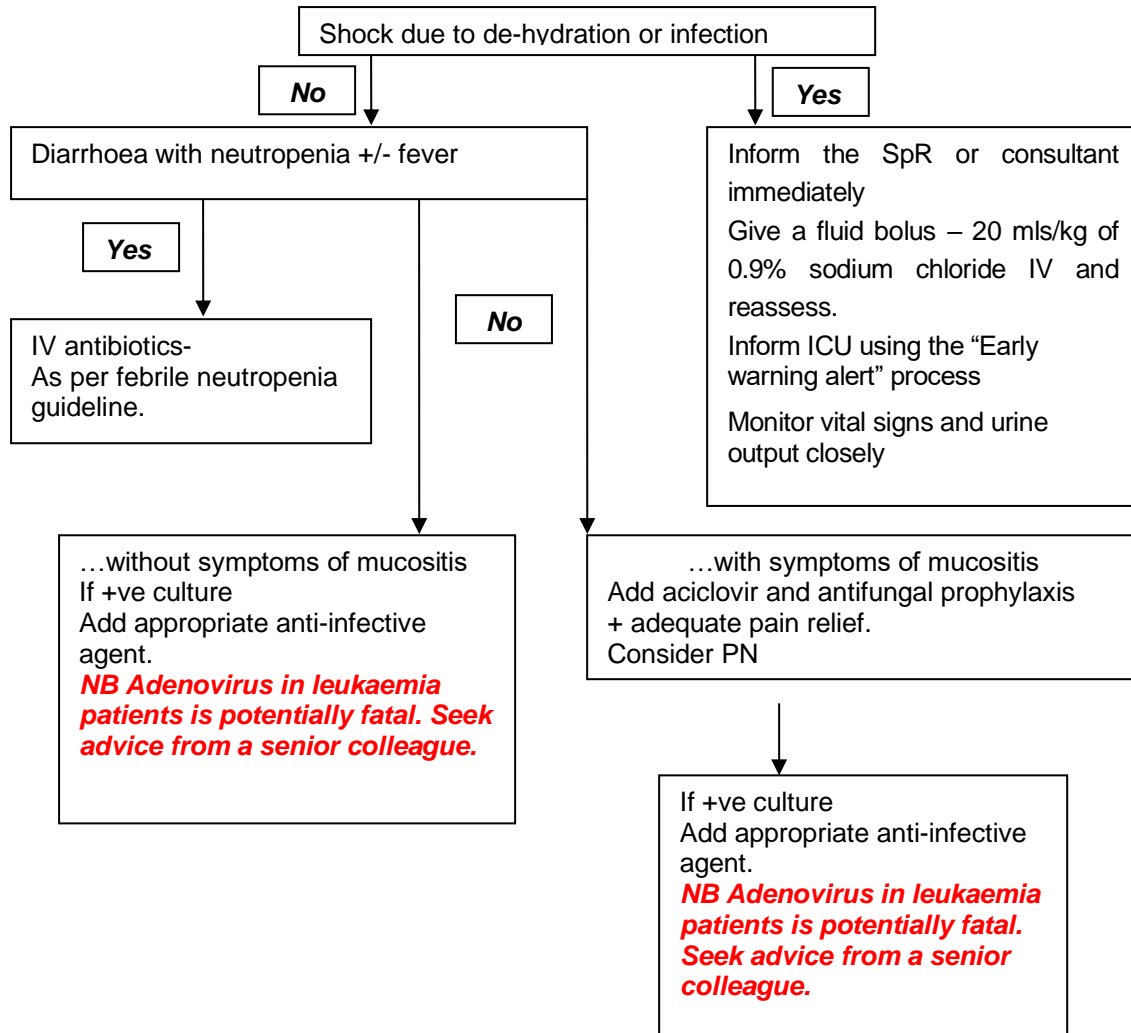 Shock due to de-hydration or infection
No
Yes
Diarrhoea with neutropenia +/- fever
Inform the SpR or consultant
immediately
Give a fluid bolus – 20 mls/kg of
0.9% sodium chloride IV and
reassess.
Inform ICU using the “Early
warning alert” process
Monitor vital signs and urine
output closely
Yes
No
IV antibiotics-
As per febrile neutropenia
guideline.
…without symptoms of mucositis
If +ve culture
Add appropriate anti-infective
agent.
NB Adenovirus in leukaemia
patients is potentially fatal. Seek
advice from a senior colleague.
…with symptoms of mucositis
Add aciclovir and antifungal prophylaxis
+ adequate pain relief.
Consider PN
If +ve culture
Add appropriate anti-infective
agent.
NB Adenovirus in leukaemia
patients is potentially fatal.
Seek advice from a senior
colleague.